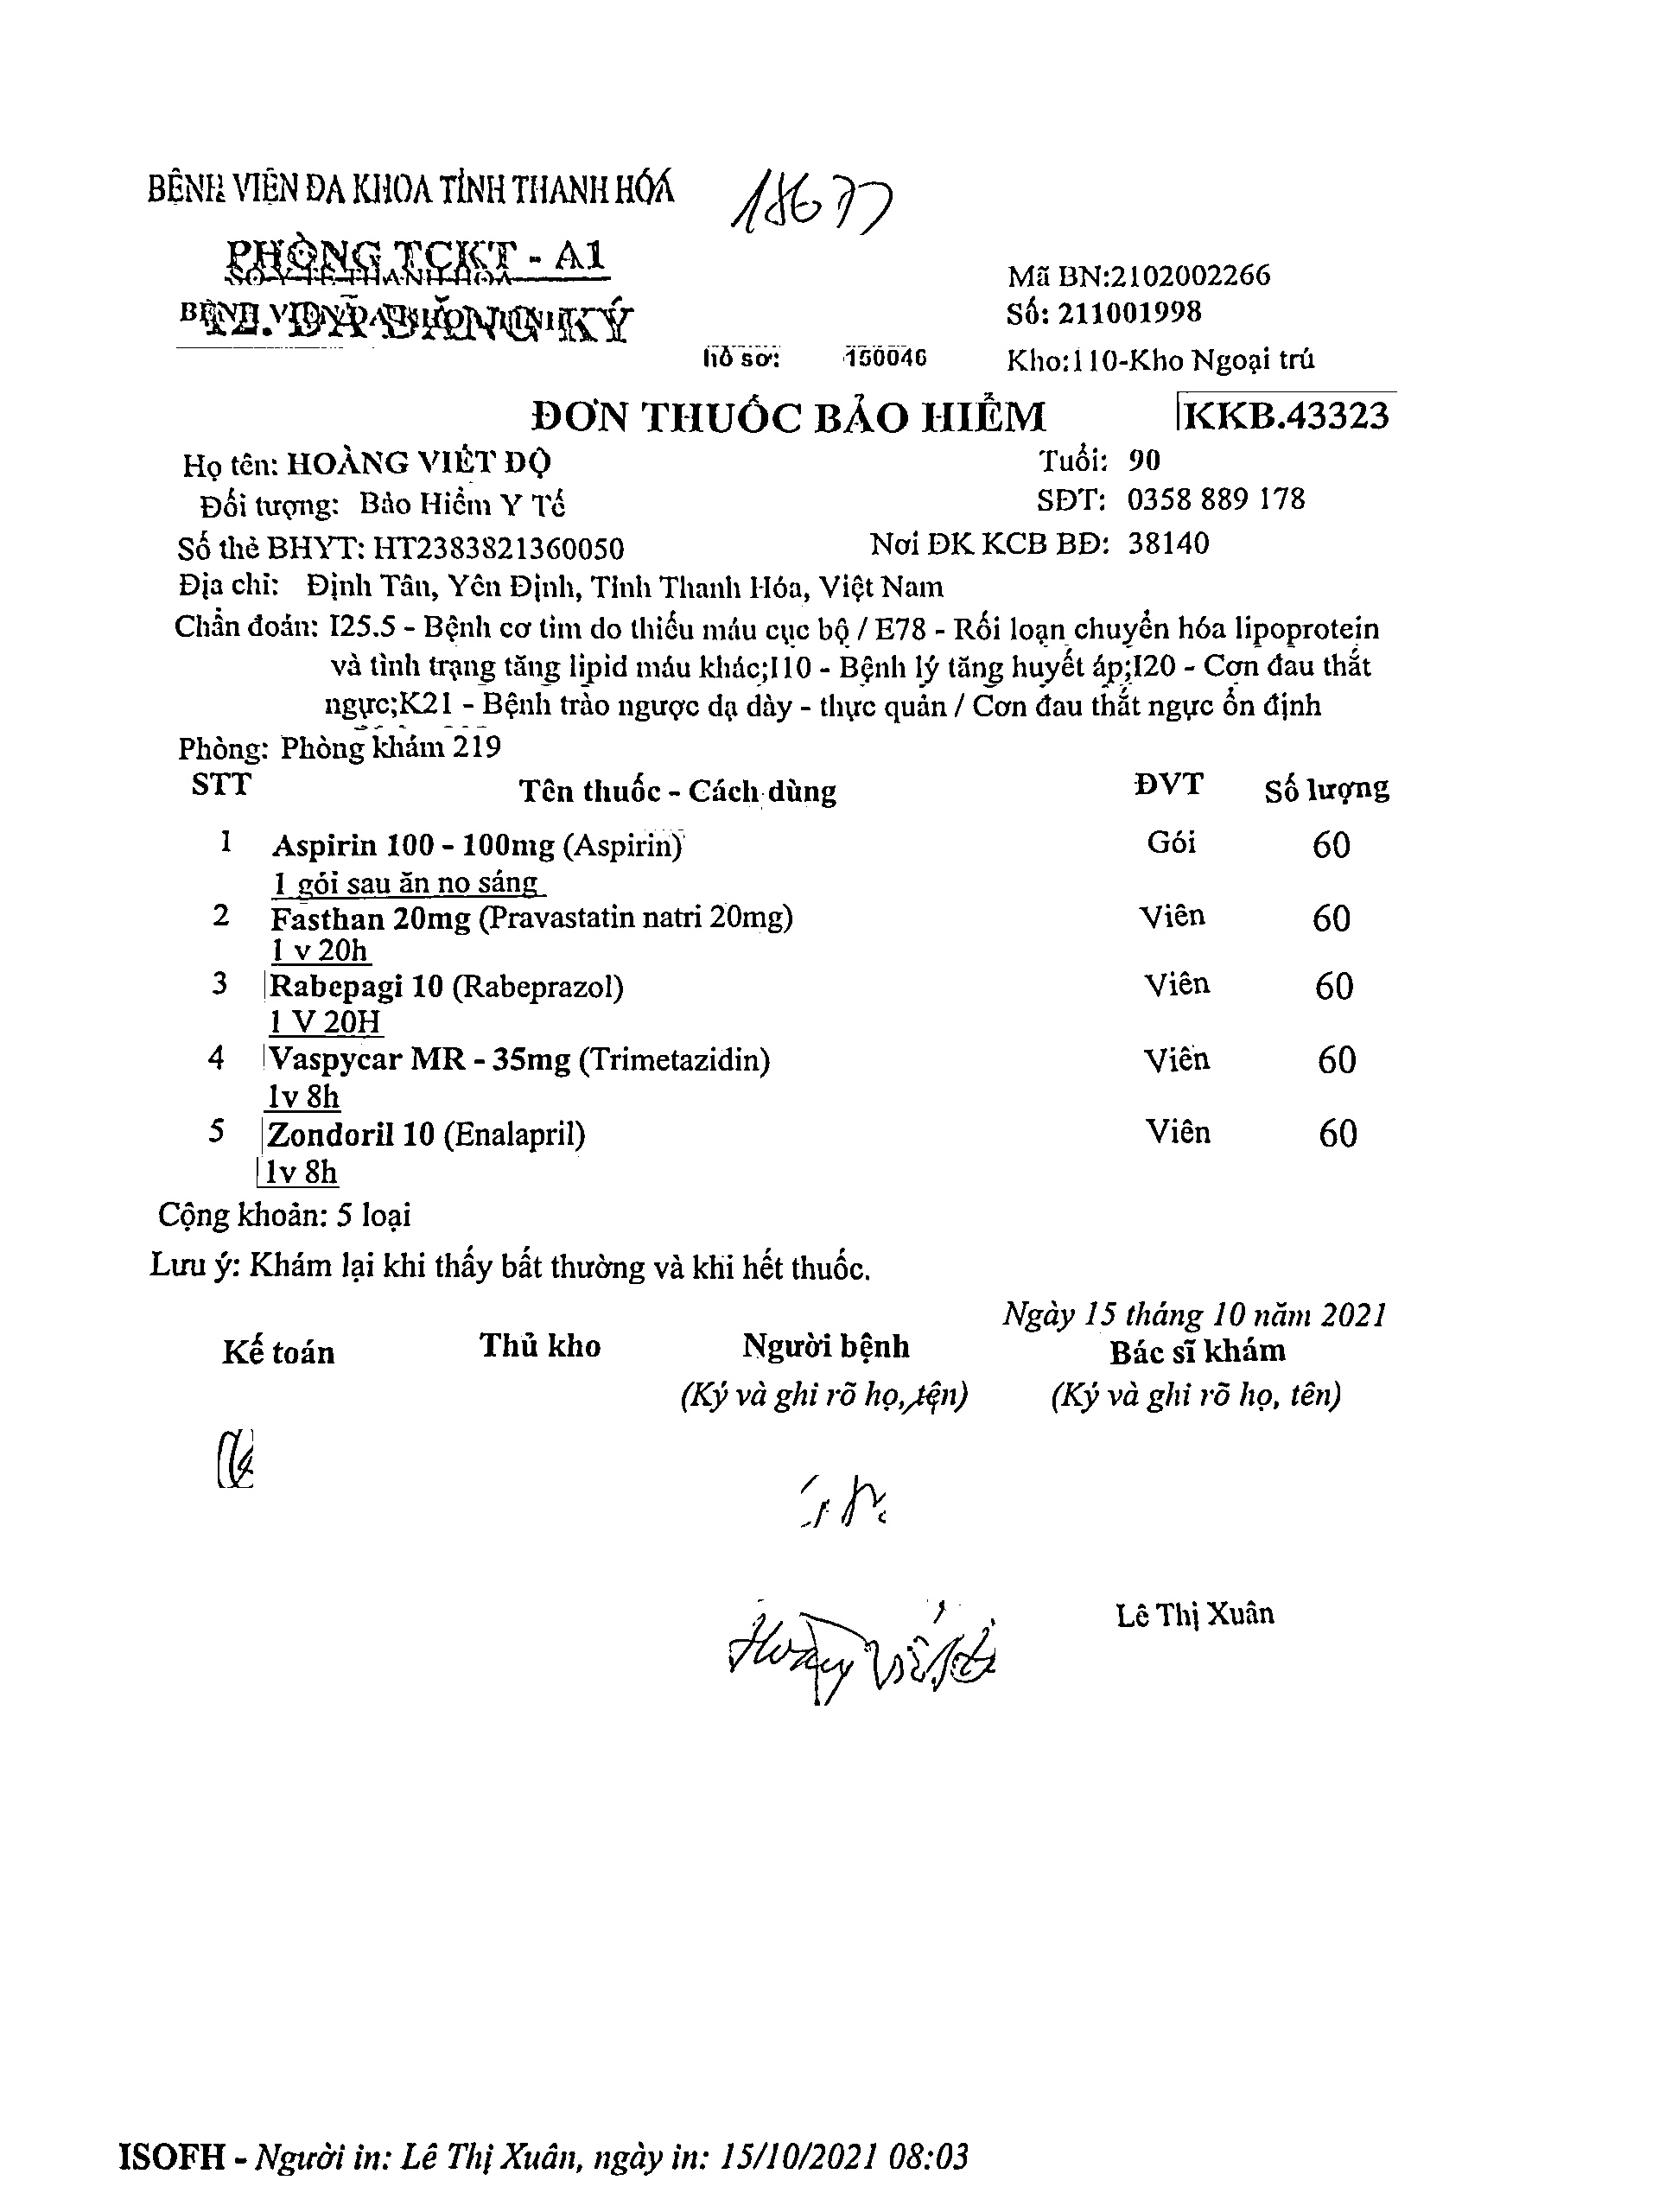 BỆNH VIỆN ĐA KHOA TỈNH THANH HÓA
18677
PHÒNG TCKT - A1
SỞ Y TẾ THANH HÓA
Mã BN:2102002266
Số: 211001998
hồ sơ: 150046
Kho:110-Kho Ngoại trú
ĐƠN THUỐC BẢO HIỂM
KKB.43323
Họ tên: HOÀNG VIẾT ĐỘ
Tuổi: 90
Đối tượng: Bảo Hiểm Y Tế
SĐT: 0358 889 178
Số thẻ BHYT: HT2383821360050
Nơi ĐK KCB BĐ: 38140
Địa chỉ: Định Tân, Yên Định, Tỉnh Thanh Hóa, Việt Nam
Chẩn đoán: I25.5 - Bệnh cơ tim do thiếu máu cục bộ / E78 - Rối loạn chuyển hóa lipoprotein
và tình trạng tăng lipid máu khác;I10 - Bệnh lý tăng huyết áp;I20 - Cơn đau thắt
ngực;K21 - Bệnh trào ngược dạ dày - thực quản / Cơn đau thắt ngực ổn định
Phòng: Phòng khám 219
STT Tên thuốc - Cách dùng ĐVT Số lượng
1 Aspirin 100 - 100mg (Aspirin) Gói 60
1 gói sau ăn no sáng
2 Fasthan 20mg (Pravastatin natri 20mg) Viên 60
1 v 20h
3 Rabepagi 10 (Rabeprazol) Viên 60
1 V 20H
4 Vaspycar MR - 35mg (Trimetazidin) Viên 60
1v 8h
5 Zondoril 10 (Enalapril) Viên 60
1v 8h
Cộng khoản: 5 loại
Lưu ý: Khám lại khi thấy bất thường và khi hết thuốc.
Ngày 15 tháng 10 năm 2021
Kế toán Thủ kho Người bệnh Bác sĩ khám
(Ký và ghi rõ họ, tên) (Ký và ghi rõ họ, tên)
Lê Thị Xuân
Hoàng Viết
ISOFH - Người in: Lê Thị Xuân, ngày in: 15/10/2021 08:03